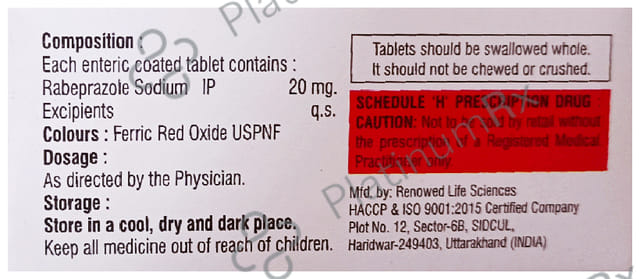 Composition :
Each enteric coated tablet contains :
Rabeprazole Sodium IP 20 mg.
Excipients q.s.
Colours : Ferric Red Oxide USPNF
Dosage :
As directed by the Physician.
Storage :
Store in a cool, dry and dark place.
Keep all medicine out of reach of children.
Tablets should be swallowed whole.
It should not be chewed or crushed.
SCHEDULE 'H' PRESCRIPTION DRUG
CAUTION: Not to be by retail without
the prescription of a Registered Medical
Practitioner only.
Mfd. by: Renowed Life Sciences
HACCP & ISO 9001:2015 Certified Company
Plot No. 12, Sector-6B, SIDCUL,
Haridwar-249403, Uttarakhand (INDIA)
PlatinumRx